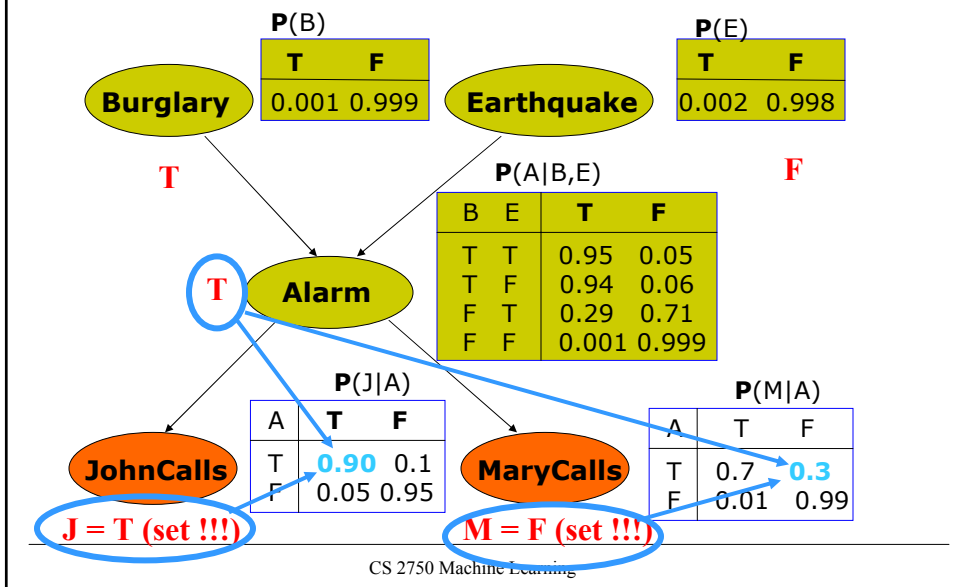 P(B)
T F
0.001 0.999
P(E)
T F
0.002 0.998
Burglary
Earthquake
T
F
P(A|B,E)
B E T F
T T 0.95 0.05
T F 0.94 0.06
F T 0.29 0.71
F F 0.001 0.999
T
Alarm
P(J|A)
A T F
T 0.90 0.1
F 0.05 0.95
P(M|A)
A T F
T 0.7 0.3
F 0.01 0.99
JohnCalls
MaryCalls
J = T (set !!!)
M = F (set !!!)
CS 2750 Machine Learning